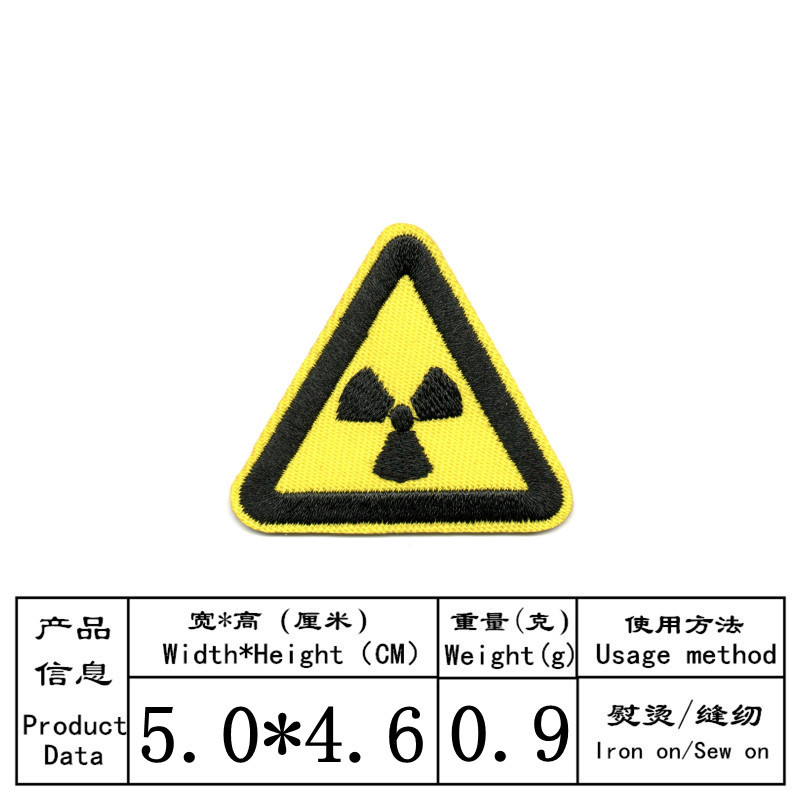 产品
信息
Product
Data
宽*高（厘米）
Width*Height（CM）
重量(克)
Weight(g)
使用方法
Usage method
5.0*4.6
0.9
熨烫/缝纫
Iron on/Sew on